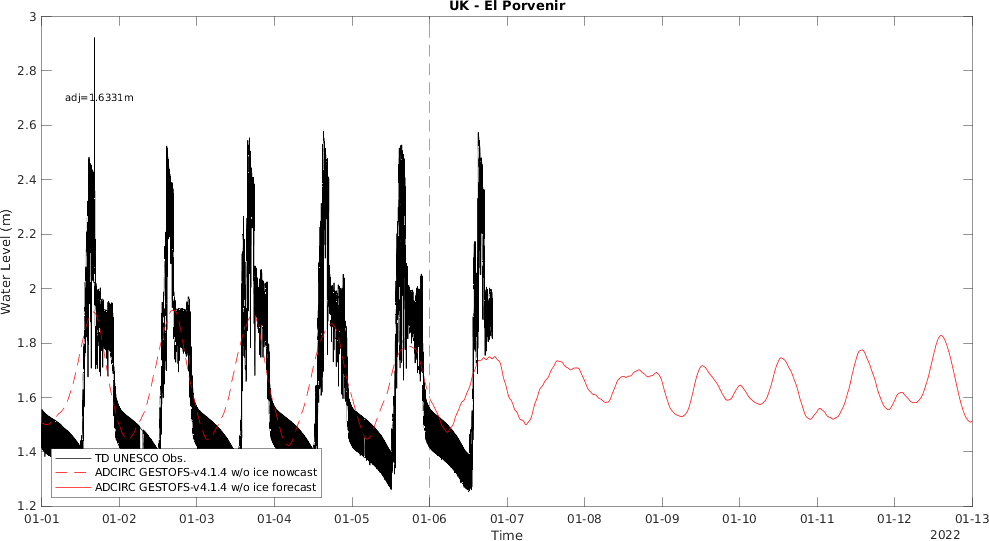 UK - El Porvenir
3
2.8
adj=1.6331m
2.6
2.4
2.2
2
1.8
1.6
1.4
1.2
Water Level (m)
TD UNESCO Obs.
ADCIRC GESTOFS-v4.1.4 w/o ice nowcast
ADCIRC GESTOFS-v4.1.4 w/o ice forecast
01-01 01-02 01-03 01-04 01-05 01-06 01-07 01-08 01-09 01-10 01-11 01-12 01-13
Time
2022